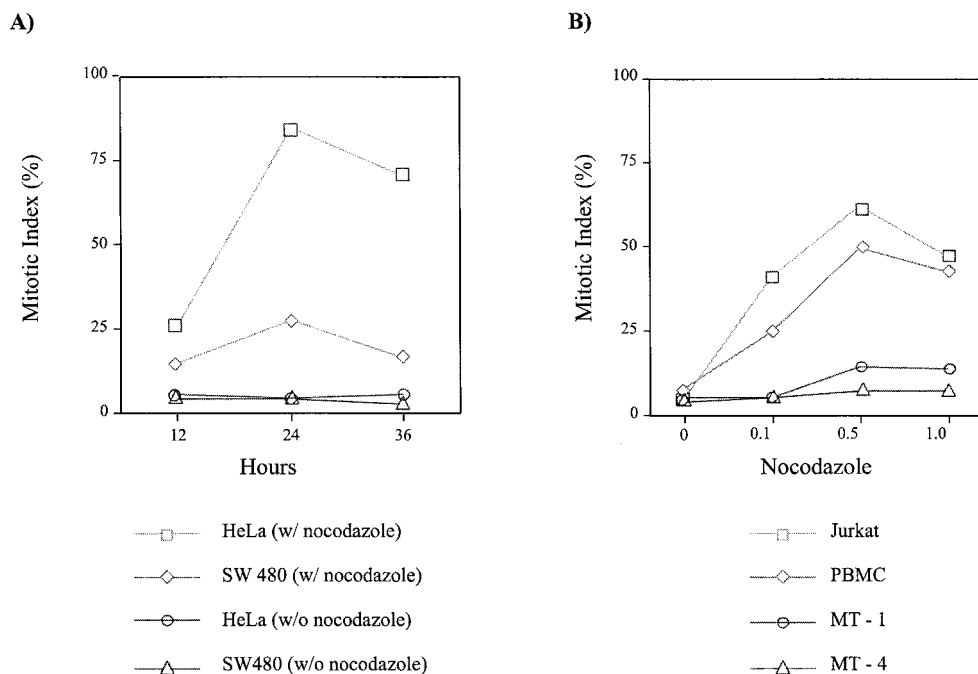 A)
100
75
50
25
0
Mitotic Index (%)
12 24 36
Hours
HeLa (w/ nocodazole)
SW 480 (w/ nocodazole)
HeLa (w/o nocodazole)
SW480 (w/o nocodazole)
B)
100
75
50
25
0
Mitotic Index (%)
0 0.1 0.5 1.0
Nocodazole
Jurkat
PBMC
MT - 1
MT - 4